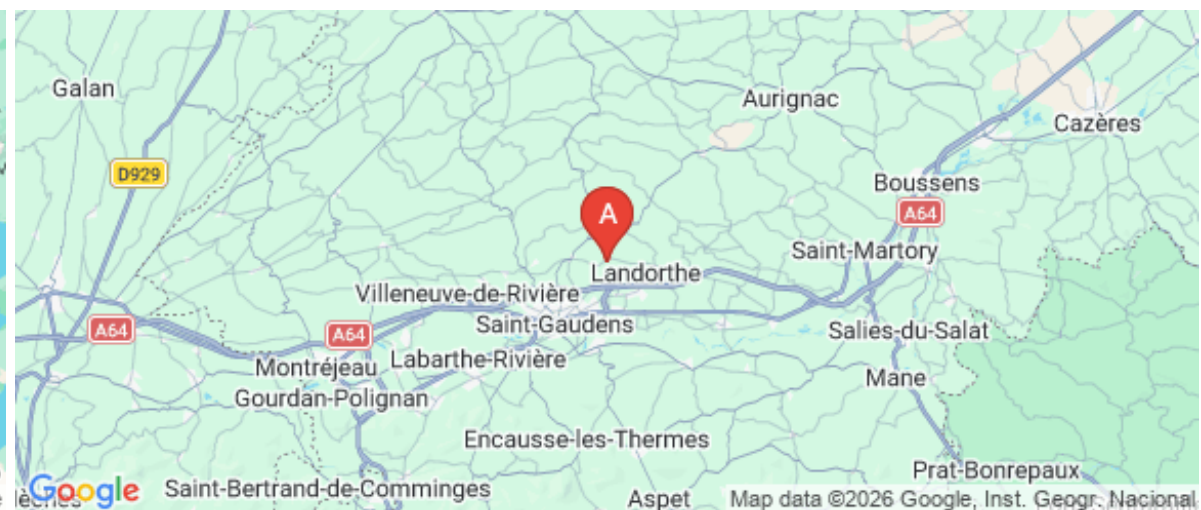 Galan
Aurignac
Cazères
D929
Boussens
A
A64
Saint-Martory
Landorthe
Villeneuve-de-Rivière
Saint-Gaudens
A64
A64
Salies-du-Salat
Labarthe-Rivière
Montréjeau
Mane
Gourdan-Polignan
Encausse-les-Thermes
Prat-Bonrepaux
Google
Saint-Bertrand-de-Comminges
Aspet
Map data ©2026 Google, Inst. Geogr. Nacional